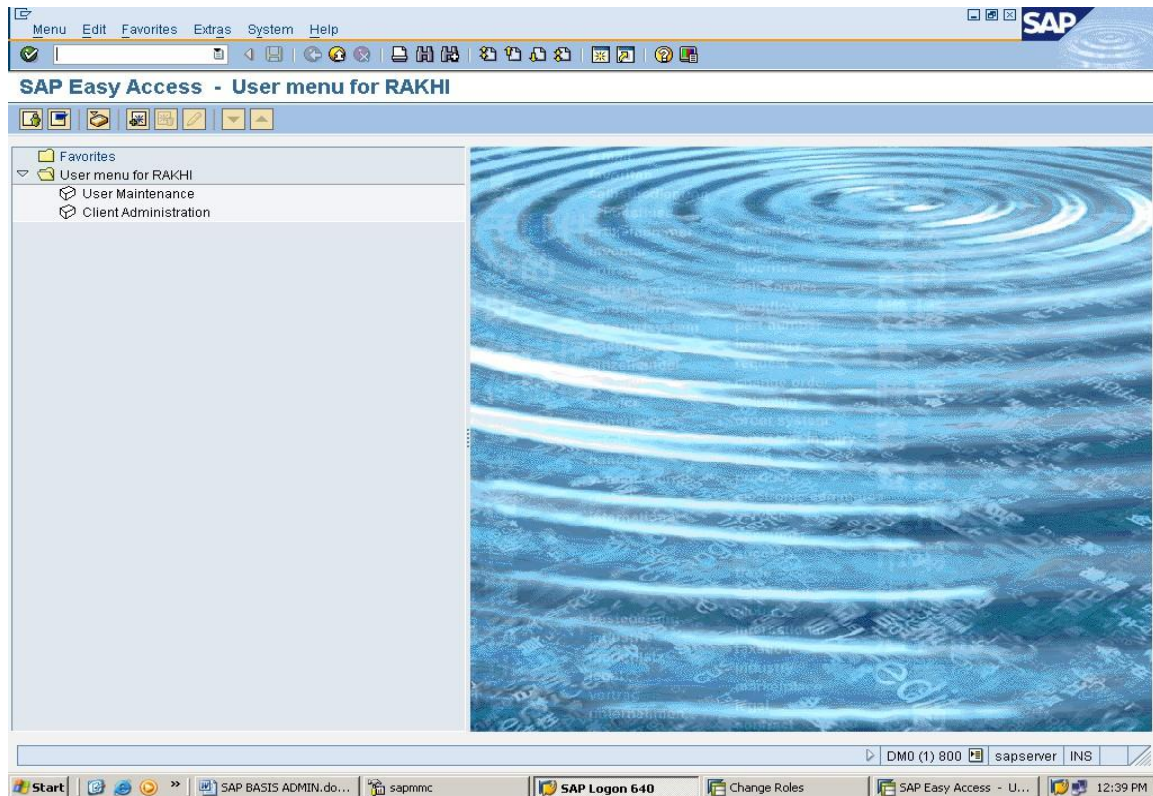 Menu Edit Favorites Extras System Help
SAP
SAP Easy Access - User menu for RAKHI
Favorites
User menu for RAKHI
User Maintenance
Client Administration
DM0 (1) 800 sapserver INS
Start » SAP BASIS ADMIN.do... sapmmc SAP Logon 640 Change Roles SAP Easy Access - U... 12:39 PM